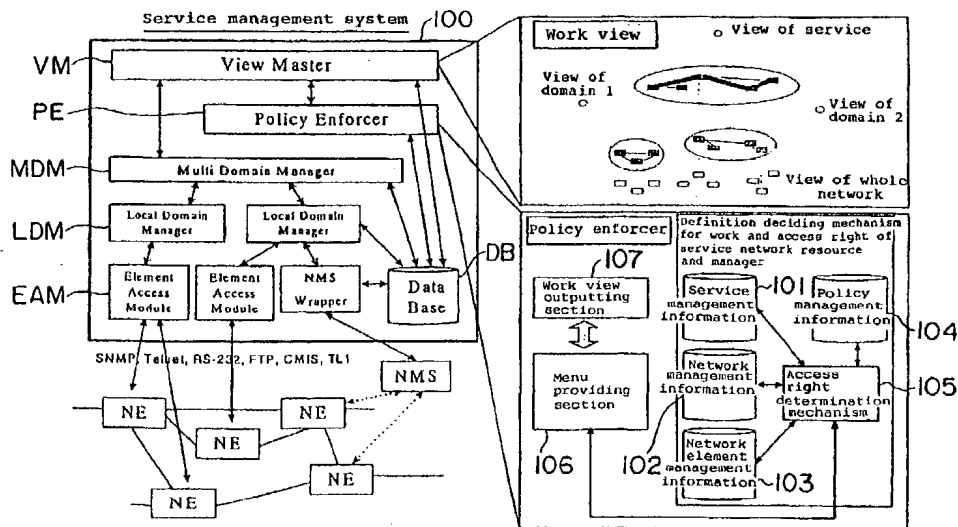 Service management system
100
VM
View Master
PE
Policy Enforcer
MDM
Multi Domain Manager
LDM
Local Domain
Manager
Local Domain
Manager
DB
EAM
Element
Access
Module
Element
Access
Module
NMS
Wrapper
Data
Base
SNMP, Telnet, RS-232, FTP, CMIS, TL1
NMS
NE
NE
NE
NE
NE
Work view
View of service
View of
domain 1
View of
domain 2
View of whole
network
Policy enforcer
Definition deciding mechanism
for work and access right of
service network resource
and manager
107
Work view
outputting
section
101
Service
management
information
Policy
management
information
104
Menu
providing
section
106
Network
management
information
102
Access
right
determination
mechanism
105
Network
element
management
information
103